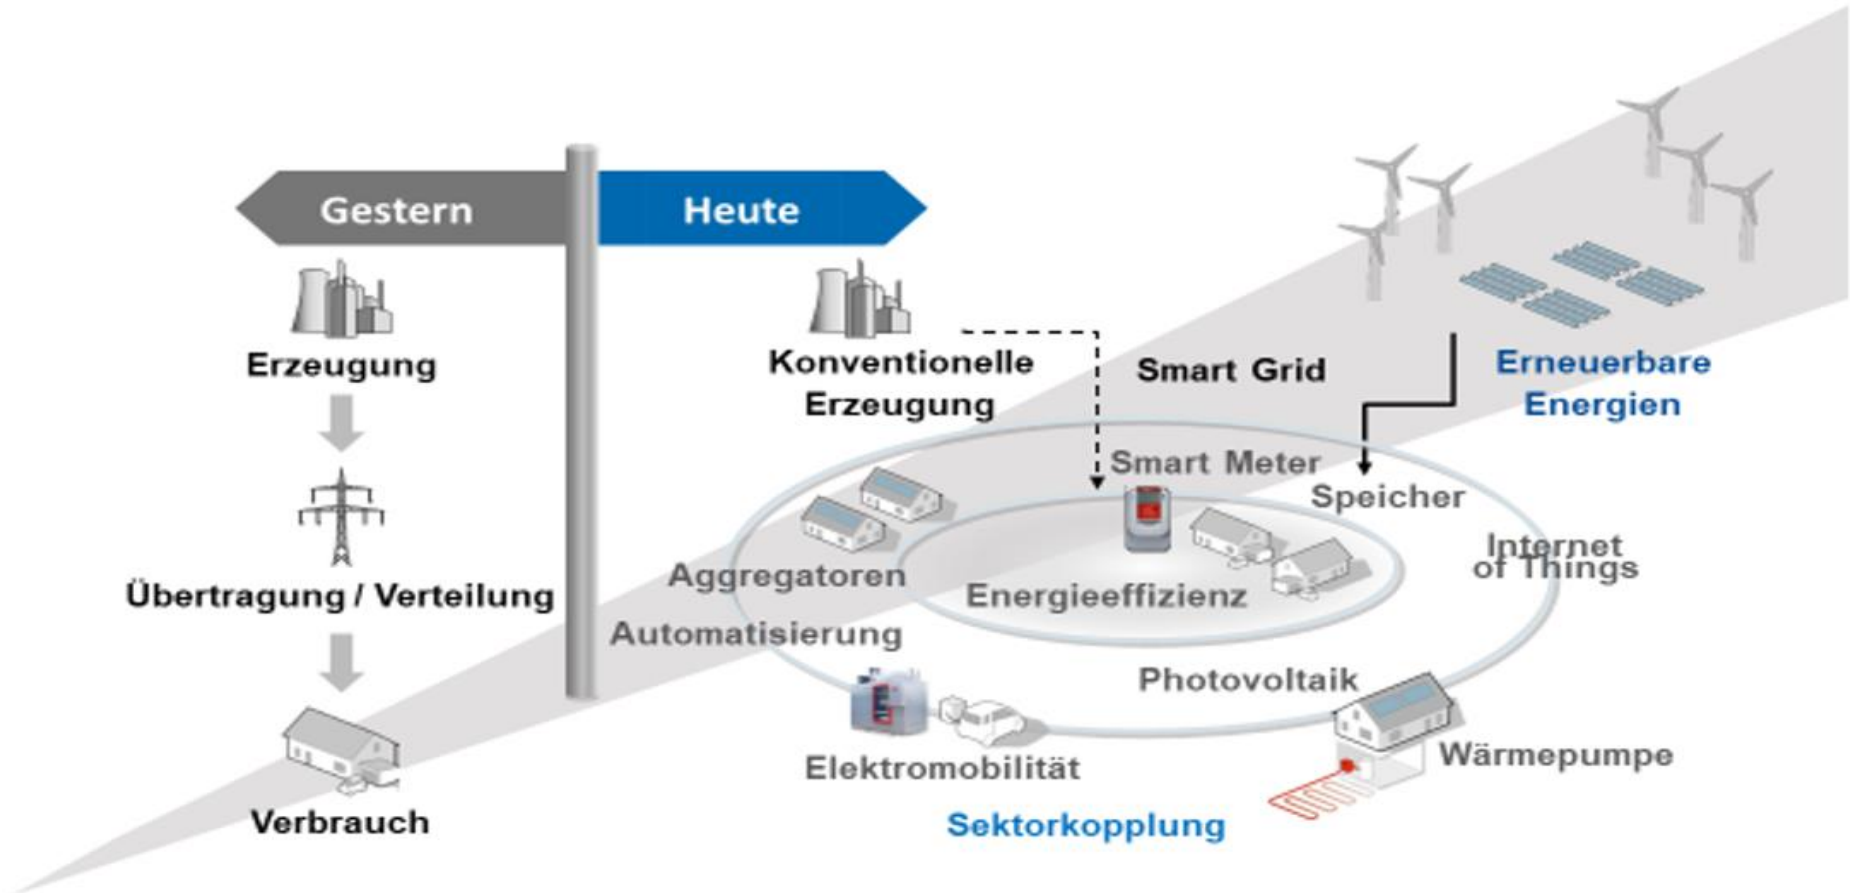 Gestern
Heute
Erzeugung
Übertragung / Verteilung
Verbrauch
Konventionelle
Erzeugung
Smart Grid
Erneuerbare
Energien
Smart Meter
Speicher
Internet
of Things
Aggregatoren
Energieeffizienz
Automatisierung
Photovoltaik
Elektromobilität
Wärmepumpe
Sektorkopplung